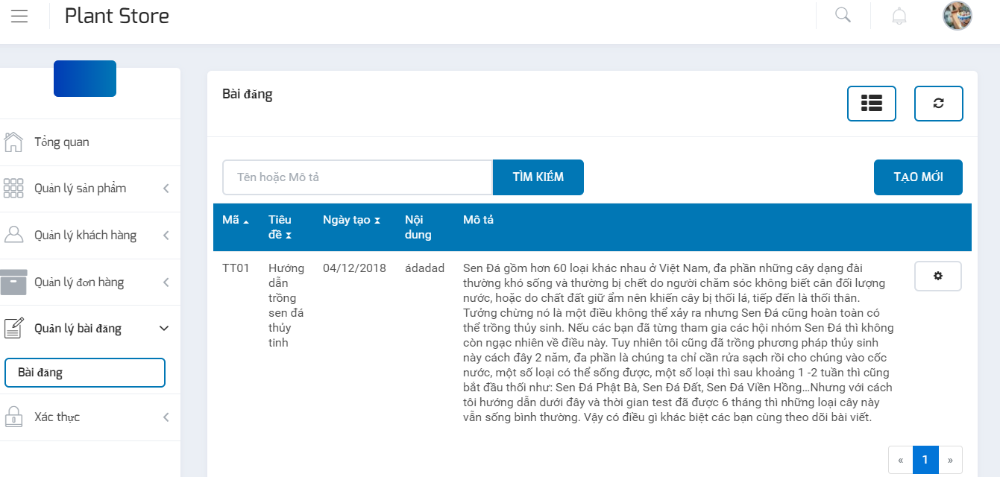 Plant Store
Bài đăng
Tổng quan
Quản lý sản phẩm
Quản lý khách hàng
Quản lý đơn hàng
Quản lý bài đăng
Bài đăng
Xác thực
Tên hoặc Mô tả
TÌM KIẾM
TẠO MỚI
Mã
Tiêu
đề
Ngày tạo
Nội
dung
Mô tả
TT01
Hướng
dẫn
trồng
sen đá
thủy
tinh
04/12/2018
ádadad
Sen Đá gồm hơn 60 loại khác nhau ở Việt Nam, đa phần những cây dạng đài
thường khó sống và thường bị chết do người chăm sóc không biết cân đối lượng
nước, hoặc do chất đất giữ ẩm nên khiến cây bị thối lá, tiếp đến là thối thân.
Tưởng chừng nó là một điều không thể xảy ra nhưng Sen Đá cũng hoàn toàn có
thể trồng thủy sinh. Nếu các bạn đã từng tham gia các hội nhóm Sen Đá thì không
còn ngạc nhiên về điều này. Tuy nhiên tôi cũng đã trồng phương pháp thủy sinh
này cách đây 2 năm, đa phần là chúng ta chỉ cần rửa sạch rồi cho chúng vào cốc
nước, một số loại có thể sống được, một số loại thì sau khoảng 1 -2 tuần thì cũng
bắt đầu thối như: Sen Đá Phật Bà, Sen Đá Đất, Sen Đá Viền Hồng...Nhưng với cách
tôi hướng dẫn dưới đây và thời gian test đã được 6 tháng thì những loại cây này
vẫn sống bình thường. Vậy có điều gì khác biệt các bạn cùng theo dõi bài viết.
« 1 »